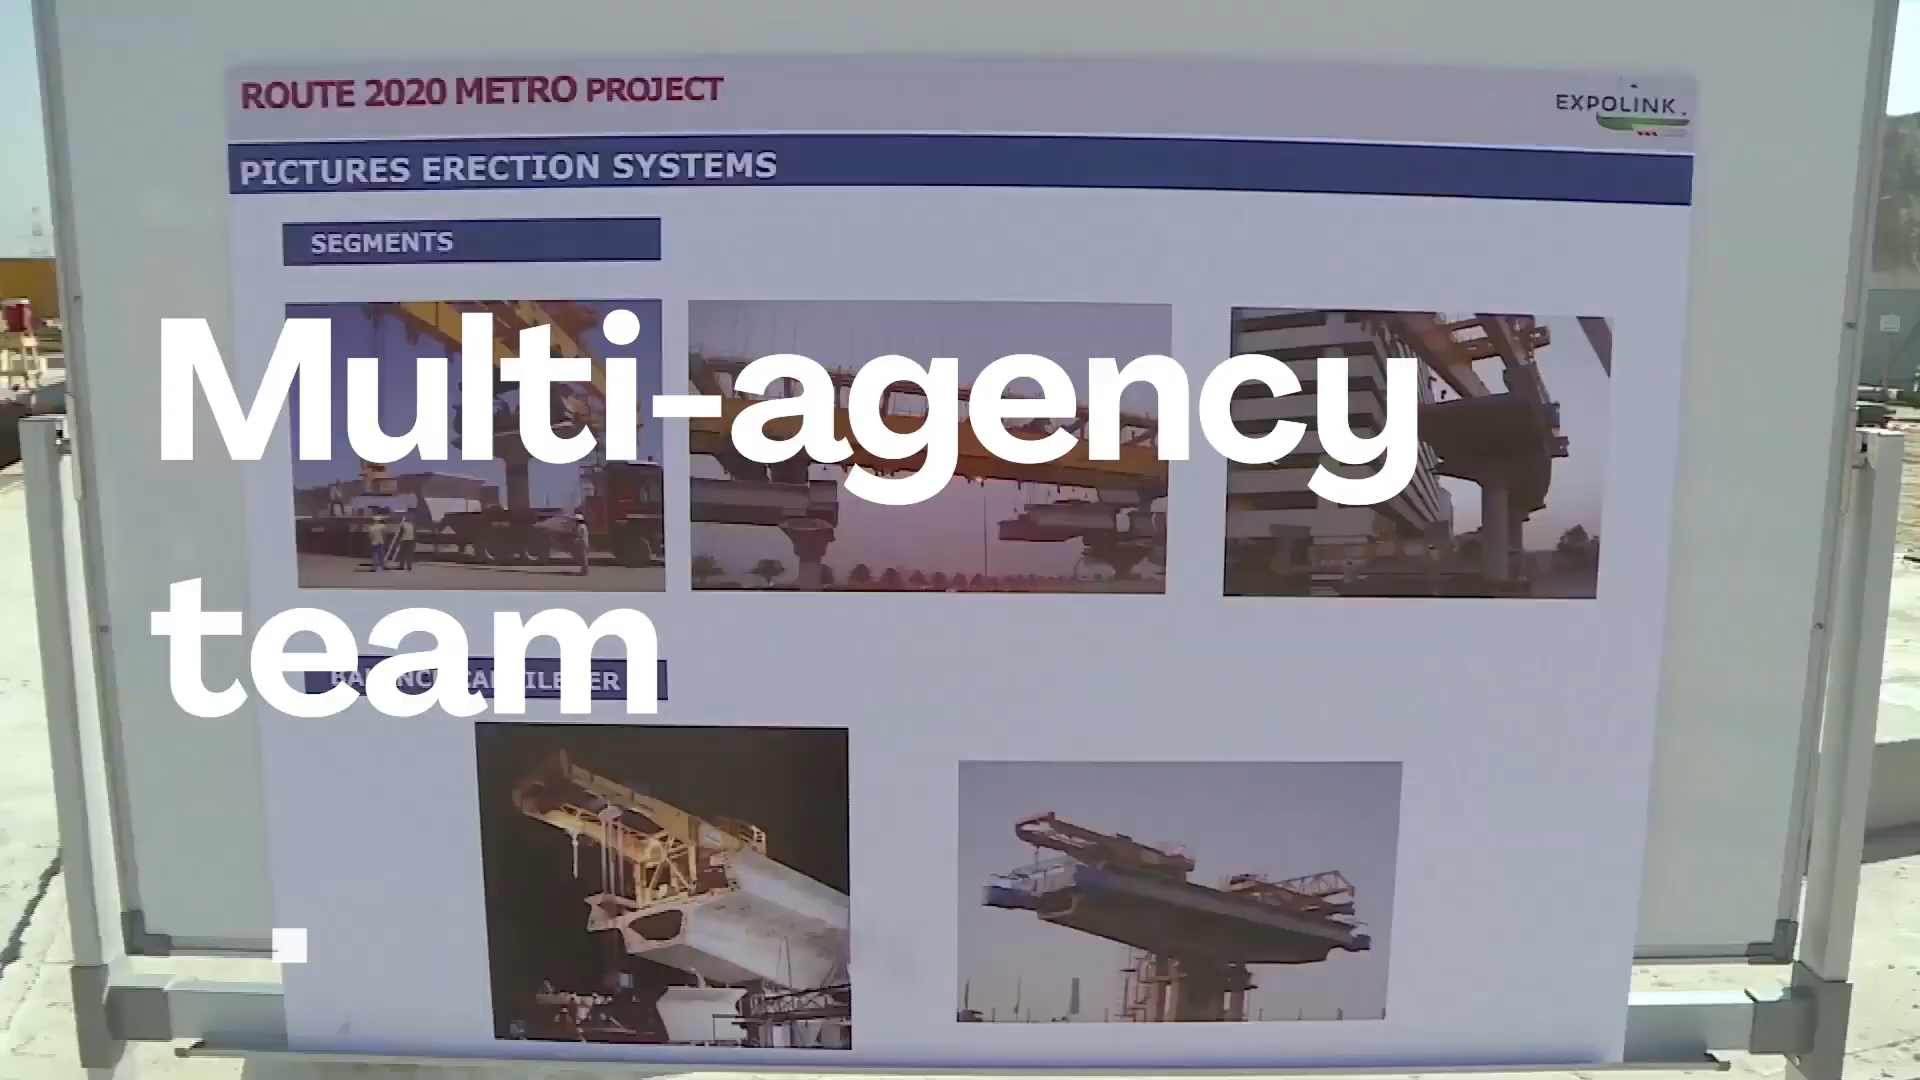 ROUTE 2020 METRO PROJECT
EXPOLINK
PICTURES ERECTION SYSTEMS
SEGMENTS
Multi-agency
team